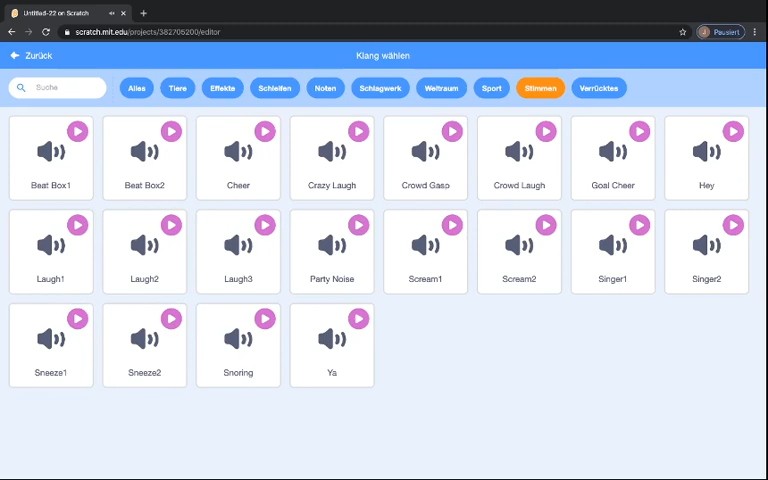 Untitled-22 on Scratch
scratch.mit.edu/projects/382705200/editor
J Pausiert
Zurück
Klang wählen
Suche
Alles Tiere Effekte Schleifen Noten Schlagwerk Weltraum Sport Stimmen Verrücktes
Beat Box1 Beat Box2 Cheer Crazy Laugh Crowd Gasp Crowd Laugh Goal Cheer Hey
Laugh1 Laugh2 Laugh3 Party Noise Scream1 Scream2 Singer1 Singer2
Sneeze1 Sneeze2 Snoring Ya